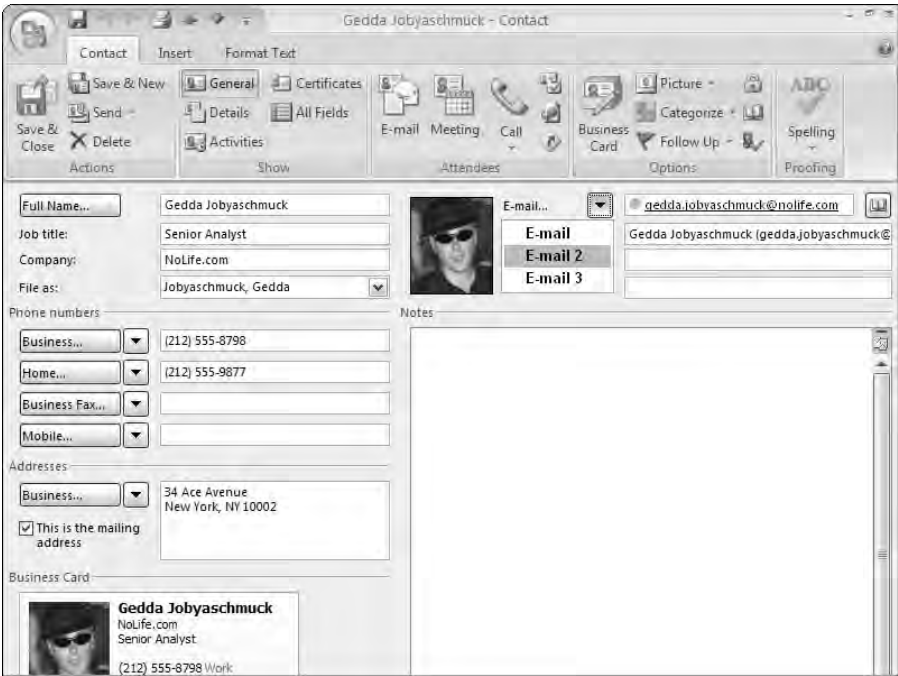 Gedda Jobyaschmuck - Contact
Contact Insert Format Text
Save & Close
Save & New
Send
Delete
Actions
General
Details
Activities
Certificates
All Fields
Show
E-mail
Meeting
Call
Attendees
Business Card
Picture
Categorize
Follow Up
Options
ABC
Spelling
Proofing
Full Name... Gedda Jobyaschmuck
Job title: Senior Analyst
Company: NoLife.com
File as: Jobyaschmuck, Gedda
E-mail... gedda.jobyaschmuck@nolife.com
E-mail
E-mail 2
E-mail 3
Gedda Jobyaschmuck (gedda.jobyaschmuck@
Phone numbers
Business... (212) 555-8798
Home... (212) 555-9877
Business Fax...
Mobile...
Addresses
Business... 34 Ace Avenue
New York, NY 10002
This is the mailing
address
Notes
Business Card
Gedda Jobyaschmuck
NoLife.com
Senior Analyst
(212) 555-8798 Work